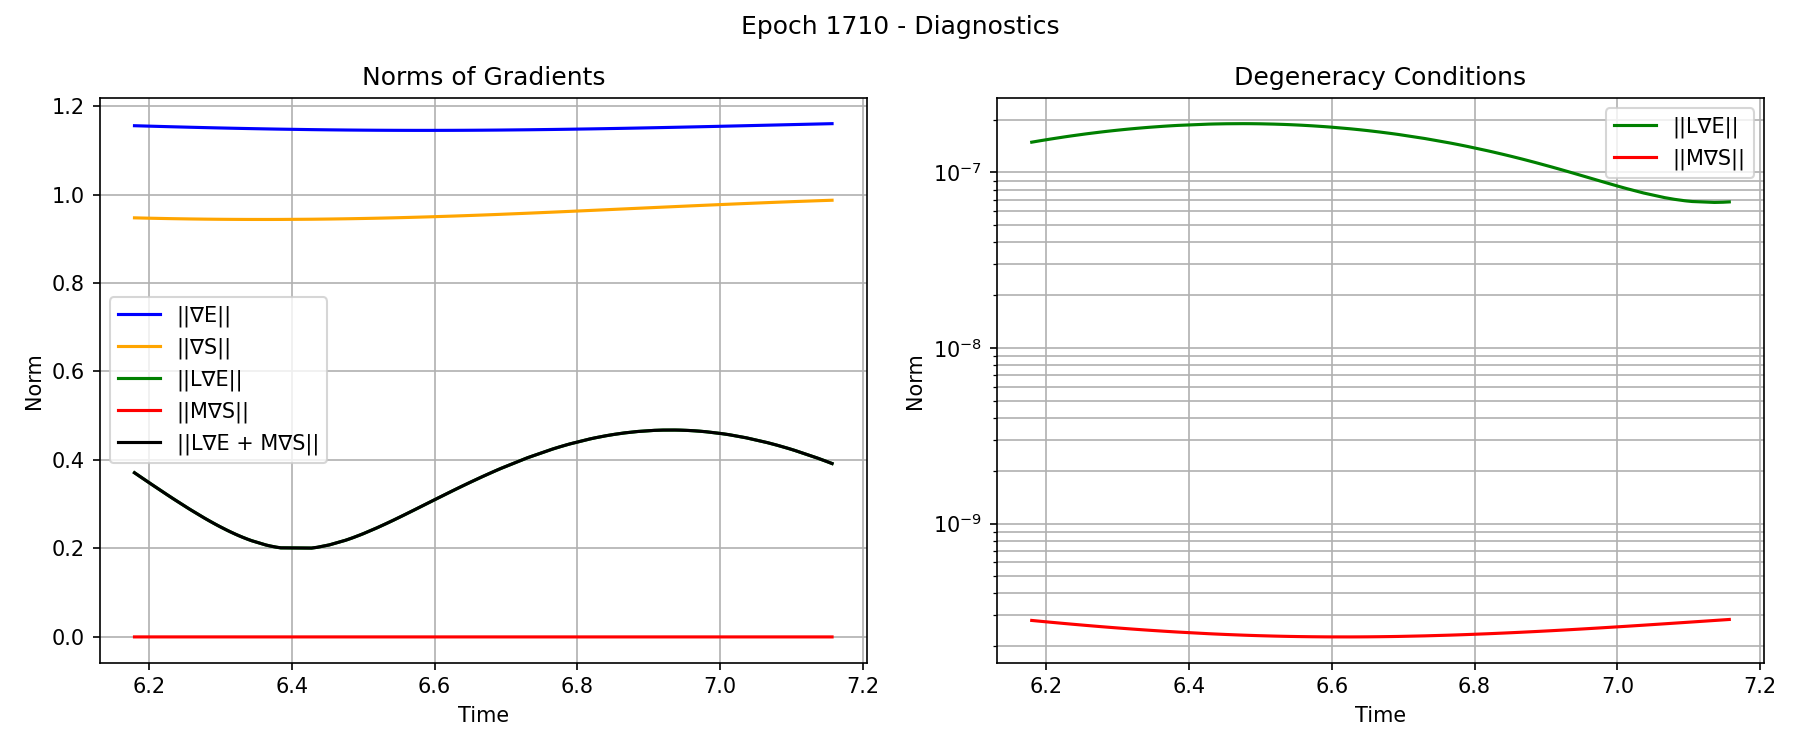 Epoch 1710 - Diagnostics
Norms of Gradients
Norm
1.2
1.0
0.8
0.6
0.4
0.2
0.0
||∇E||
||∇S||
||L∇E||
||M∇S||
||L∇E + M∇S||
6.2 6.4 6.6 6.8 7.0 7.2
Time
Degeneracy Conditions
Norm
10⁻⁷
10⁻⁸
10⁻⁹
||L∇E||
||M∇S||
6.2 6.4 6.6 6.8 7.0 7.2
Time